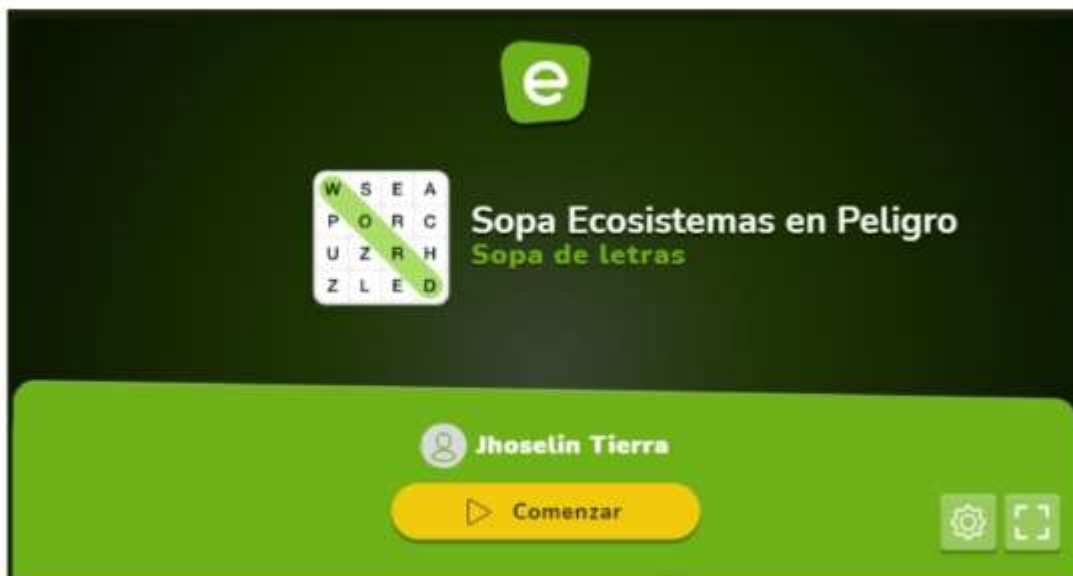 e
W S E A
P O R C
U Z R H
Z L E D
Sopa Ecosistemas en Peligro
Sopa de letras
Jhoselin Tierra
Comenzar